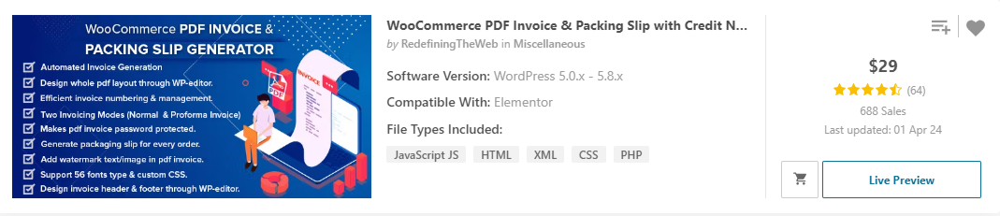 WooCommerce PDF INVOICE &
PACKING SLIP GENERATOR
Automated Invoice Generation
Design whole pdf layout through WP-editor.
Efficient invoice numbering & management.
Two Invoicing Modes (Normal & Proforma Invoice)
Makes pdf invoice password protected.
Generate packaging slip for every order.
Add watermark text/image in pdf invoice.
Support 56 fonts type & custom CSS.
Design invoice header & footer through WP-editor.
INVOICE
PDF
WooCommerce PDF Invoice & Packing Slip with Credit N...
by RedefiningTheWeb in Miscellaneous
Software Version: WordPress 5.0.x - 5.8.x
Compatible With: Elementor
File Types Included:
JavaScript JS HTML XML CSS PHP
$29
(64)
688 Sales
Last updated: 01 Apr 24
Live Preview